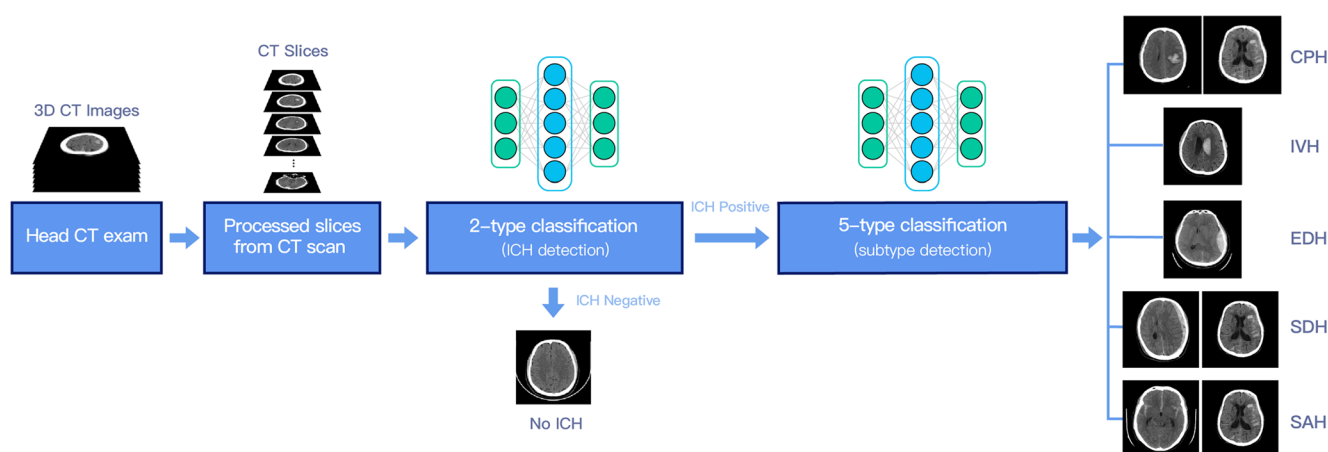 3D CT Images
Head CT exam
CT Slices
Processed slices
from CT scan
2-type classification
(ICH detection)
ICH Negative
No ICH
ICH Positive
5-type classification
(subtype detection)
CPH
IVH
EDH
SDH
SAH